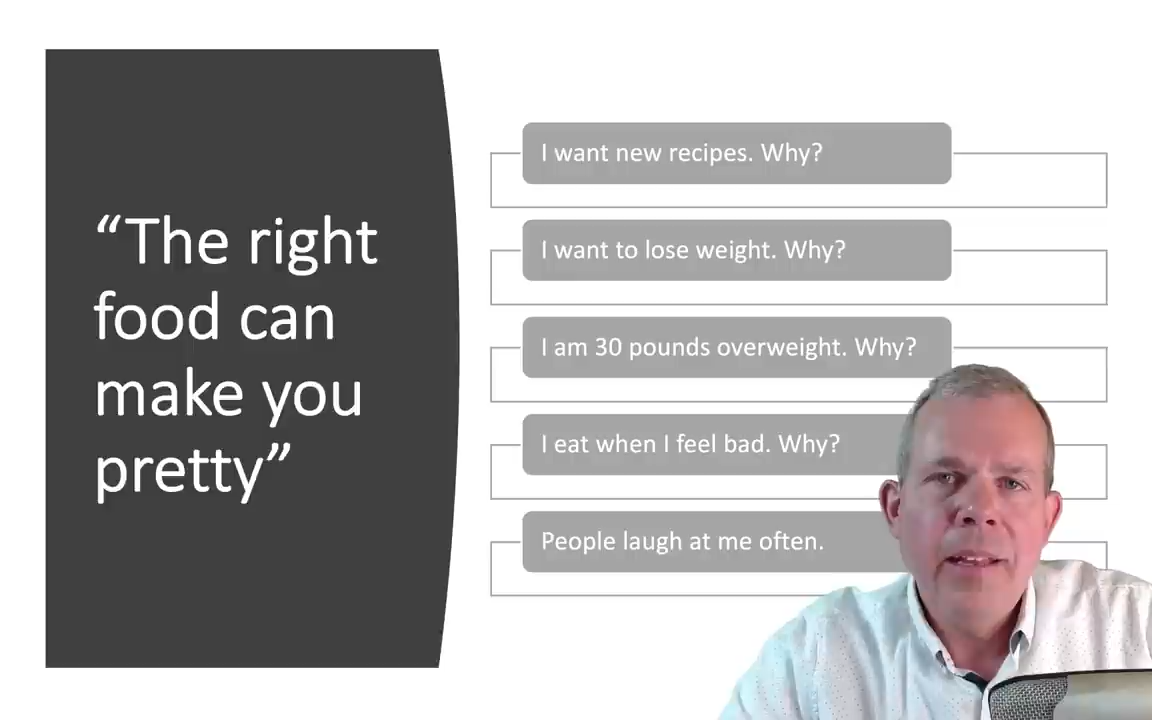 “The right
food can
make you
pretty”
I want new recipes. Why?
I want to lose weight. Why?
I am 30 pounds overweight. Why?
I eat when I feel bad. Why?
People laugh at me often.